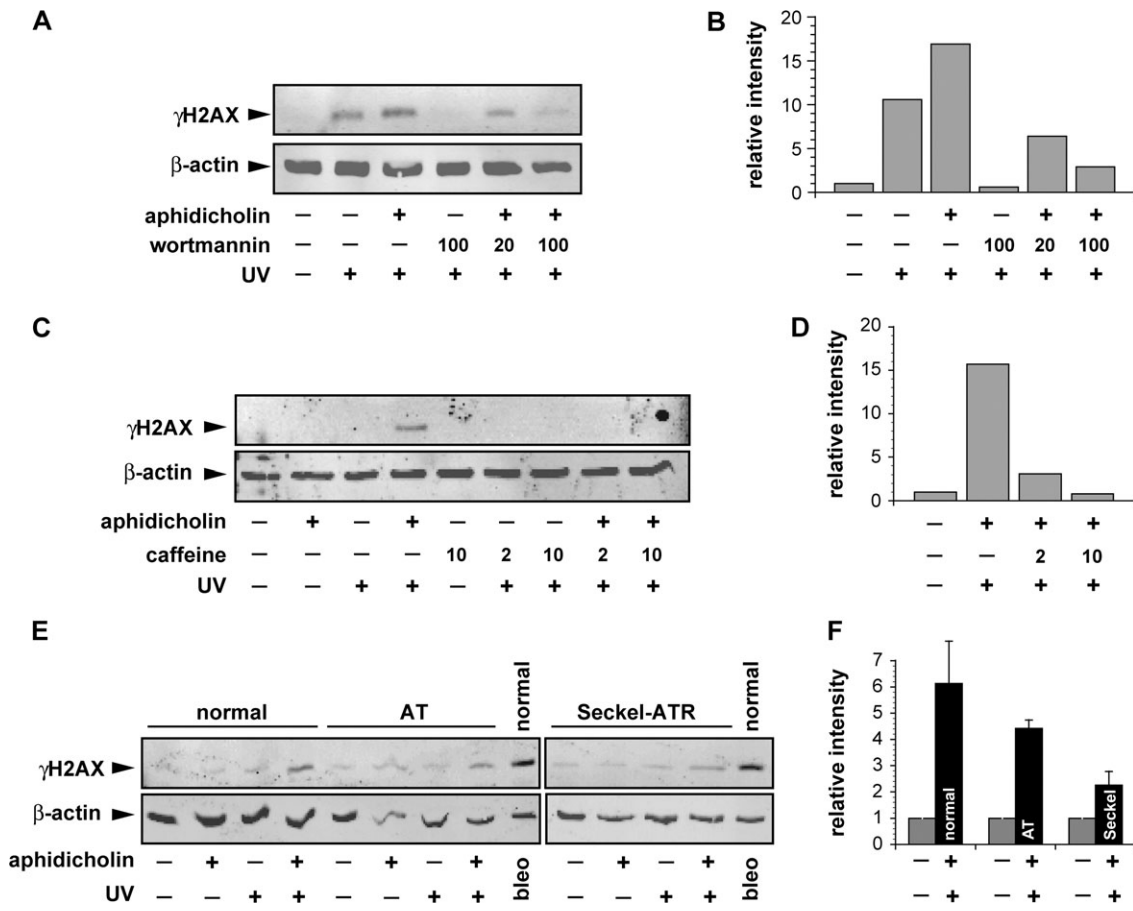 A
γH2AX
β-actin
aphidicholin – – + – + +
wortmannin – – – 100 20 100
UV – + + + + +
B
relative intensity
20
15
10
5
0
– – + – + +
– – – 100 20 100
– + + + + +
C
γH2AX
β-actin
aphidicholin – + – + – – – + +
caffeine – – – – 10 2 10 2 10
UV – – + + – + + + +
D
relative intensity
20
15
10
5
0
– + + +
– – 2 10
– + + +
E
normal AT normal Seckel-ATR normal
γH2AX
β-actin
aphidicholin – + – + – + – + bleo – + – + bleo
UV – – + + – – + + – – + +
F
relative intensity
7
6
5
4
3
2
1
0
normal AT Seckel
– + – + – +
– + – + – +